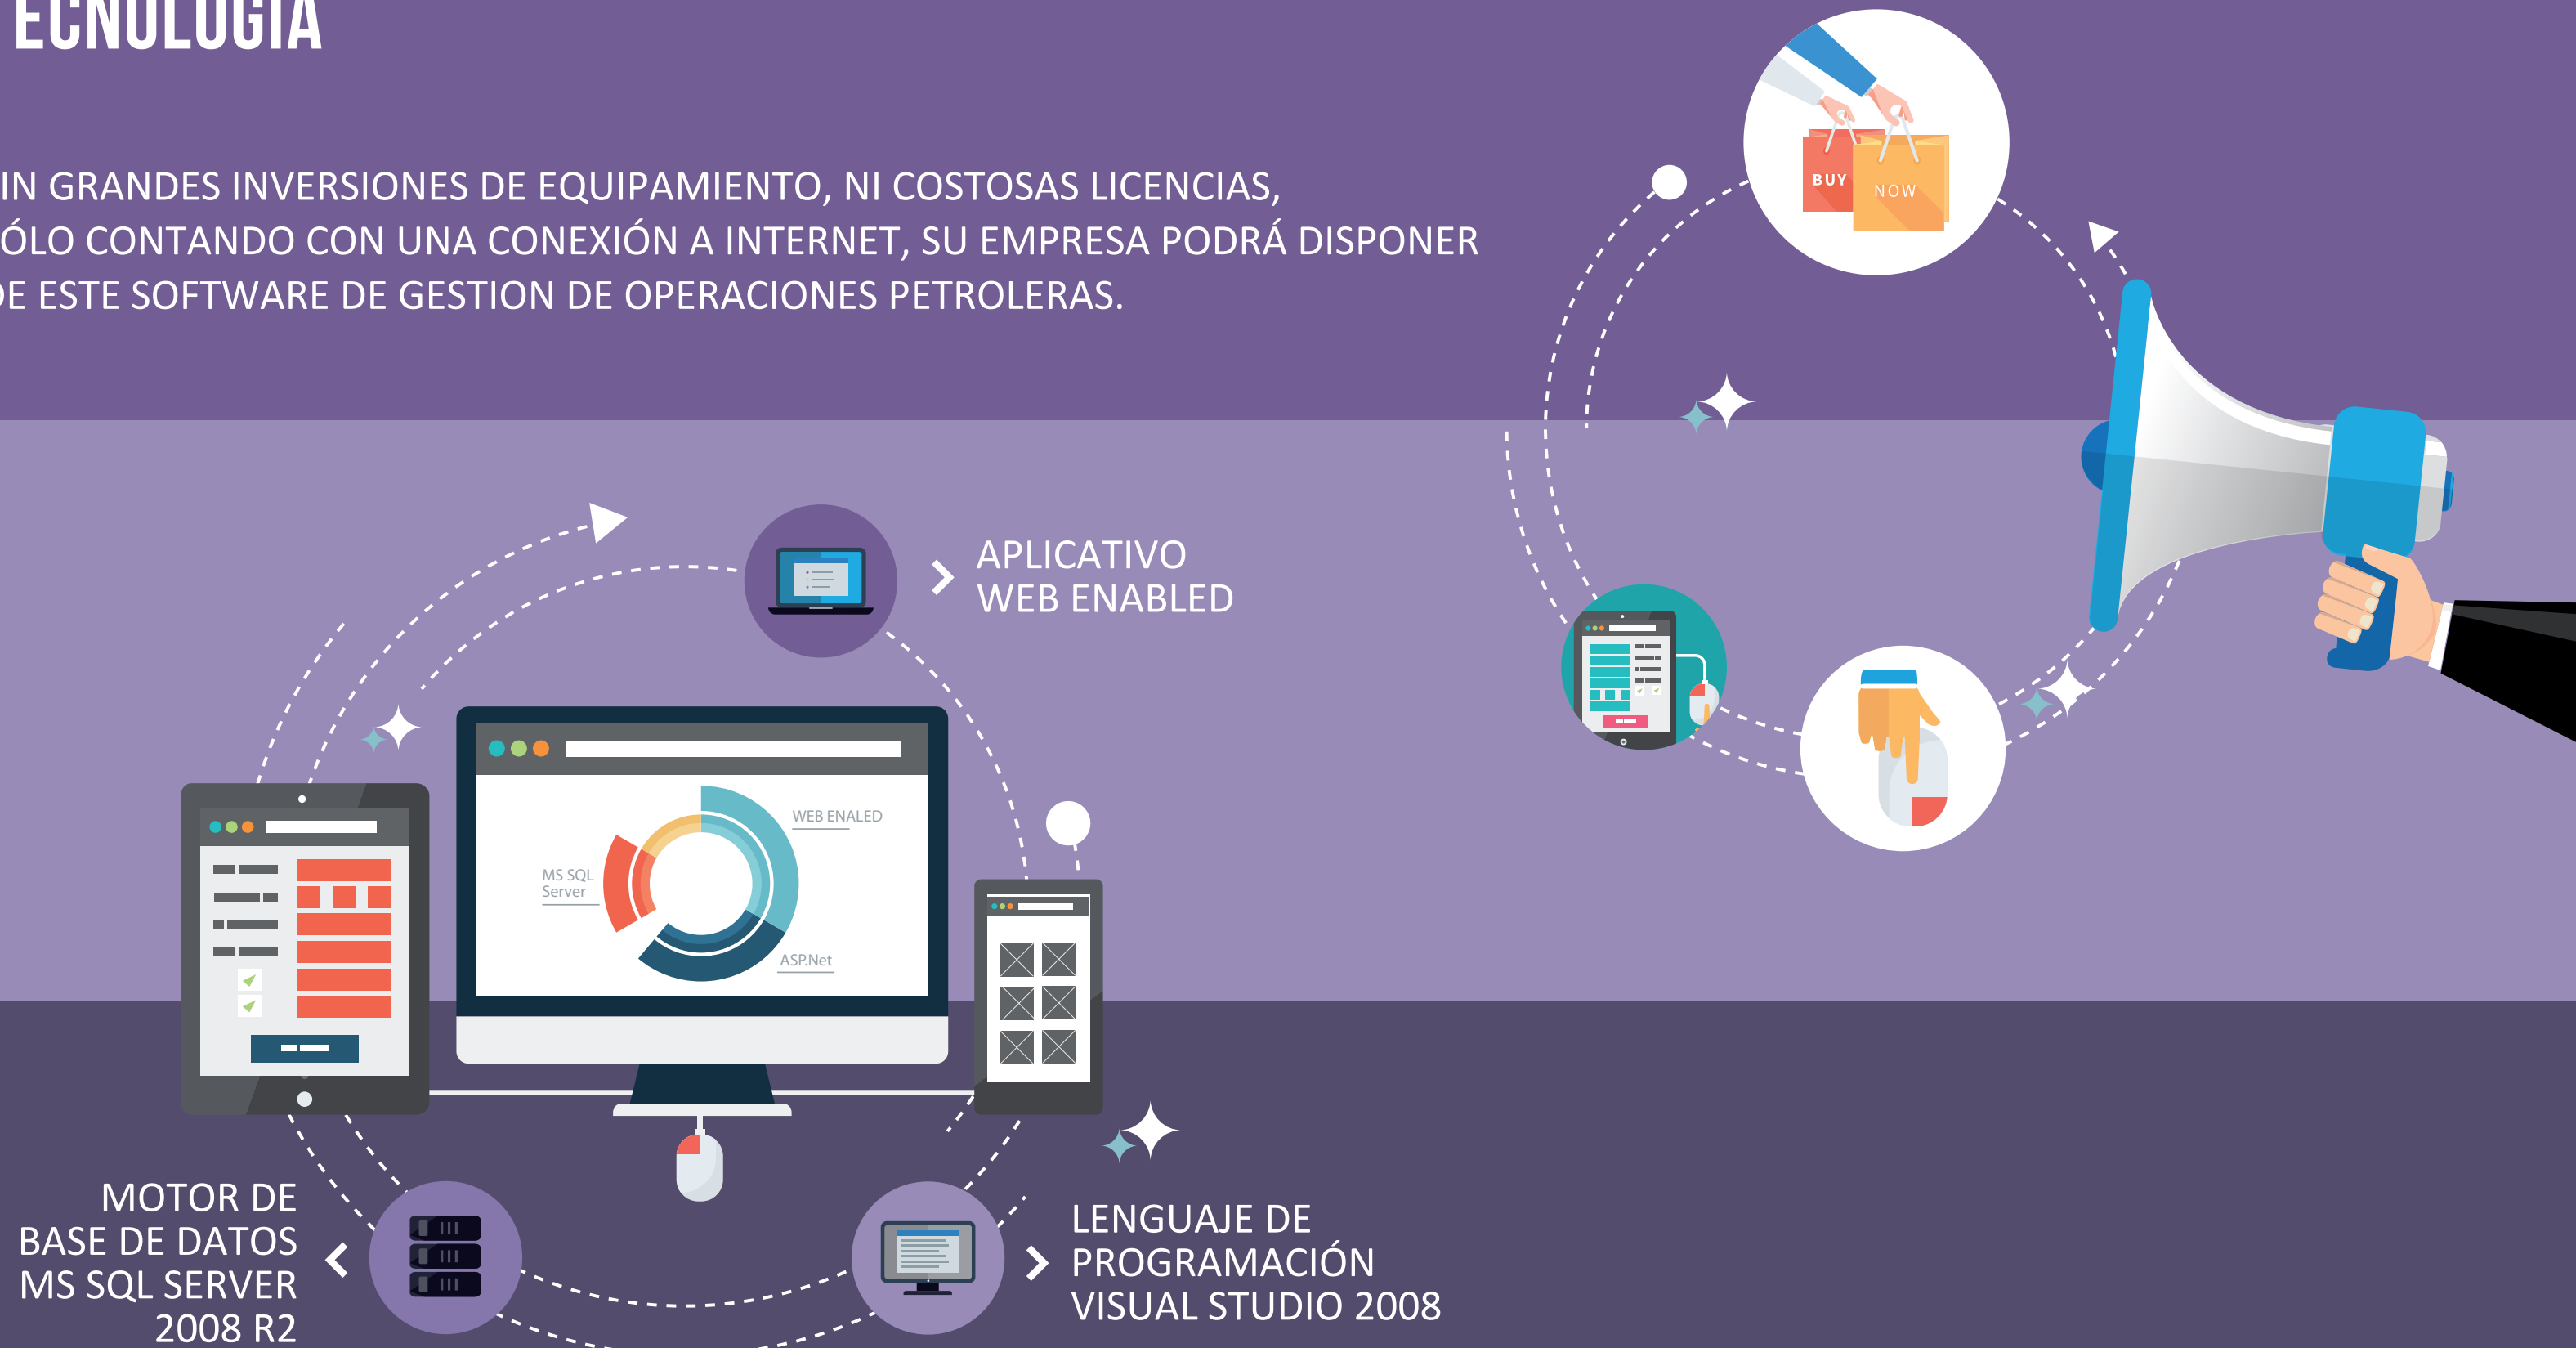 ECNOLOGÍA
IN GRANDES INVERSIONES DE EQUIPAMIENTO, NI COSTOSAS LICENCIAS,
ÓLO CONTANDO CON UNA CONEXIÓN A INTERNET, SU EMPRESA PODRÁ DISPONER
DE ESTE SOFTWARE DE GESTION DE OPERACIONES PETROLERAS.
BUY
NOW
APLICATIVO
WEB ENABLED
WEB ENALED
MS SQL
Server
ASP.Net
MOTOR DE
BASE DE DATOS
MS SQL SERVER
2008 R2
LENGUAJE DE
PROGRAMACIÓN
VISUAL STUDIO 2008